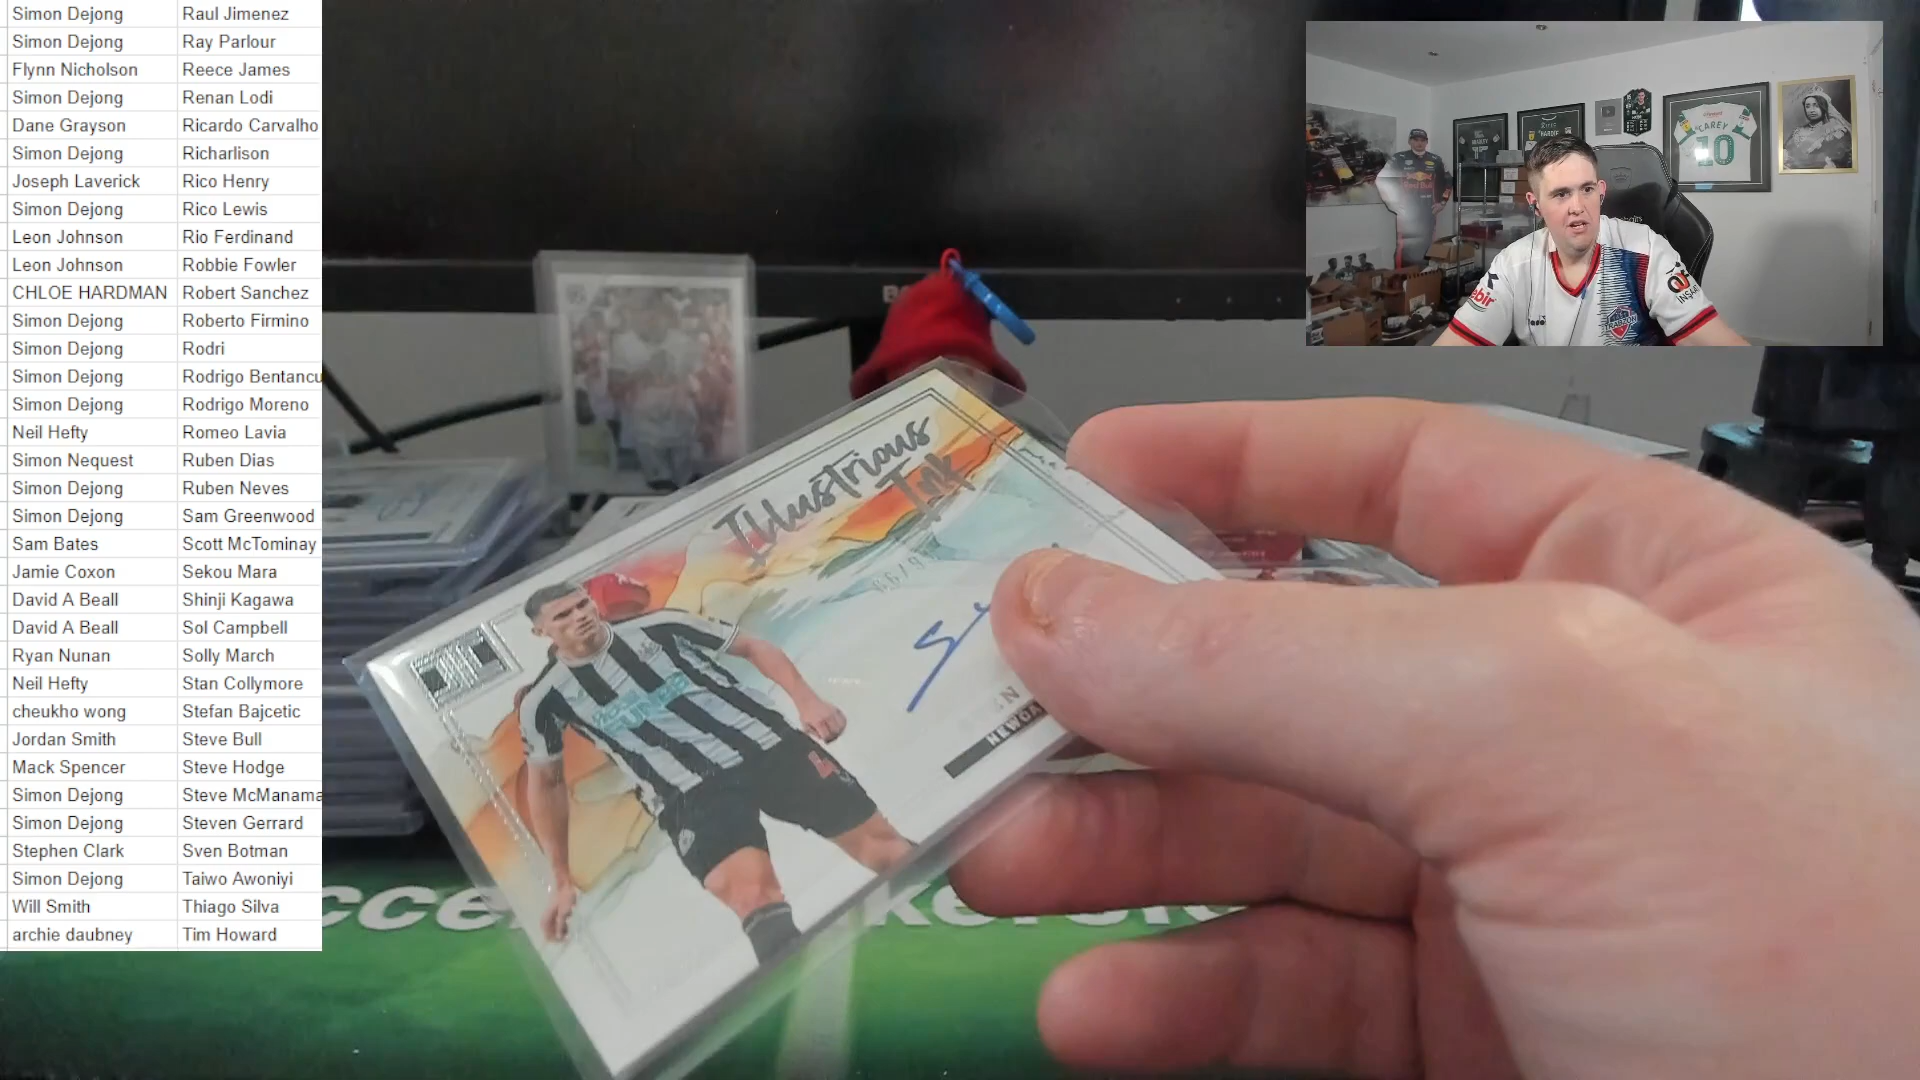 Simon Dejong Raul Jimenez
Simon Dejong Ray Parlour
Flynn Nicholson Reece James
Simon Dejong Renan Lodi
Dane Grayson Ricardo Carvalho
Simon Dejong Richarlison
Joseph Laverick Rico Henry
Simon Dejong Rico Lewis
Leon Johnson Rio Ferdinand
Leon Johnson Robbie Fowler
CHLOE HARDMAN Robert Sanchez
Simon Dejong Roberto Firmino
Simon Dejong Rodri
Simon Dejong Rodrigo Bentancu
Simon Dejong Rodrigo Moreno
Neil Hefty Romeo Lavia
Simon Nequest Ruben Dias
Simon Dejong Ruben Neves
Simon Dejong Sam Greenwood
Sam Bates Scott McTominay
Jamie Coxon Sekou Mara
David A Beall Shinji Kagawa
David A Beall Sol Campbell
Ryan Nunan Solly March
Neil Hefty Stan Collymore
cheukho wong Stefan Bajcetic
Jordan Smith Steve Bull
Mack Spencer Steve Hodge
Simon Dejong Steve McManama
Simon Dejong Steven Gerrard
Stephen Clark Sven Botman
Simon Dejong Taiwo Awoniyi
Will Smith Thiago Silva
archie daubney Tim Howard
Illustrious
Ink
CAREY
10